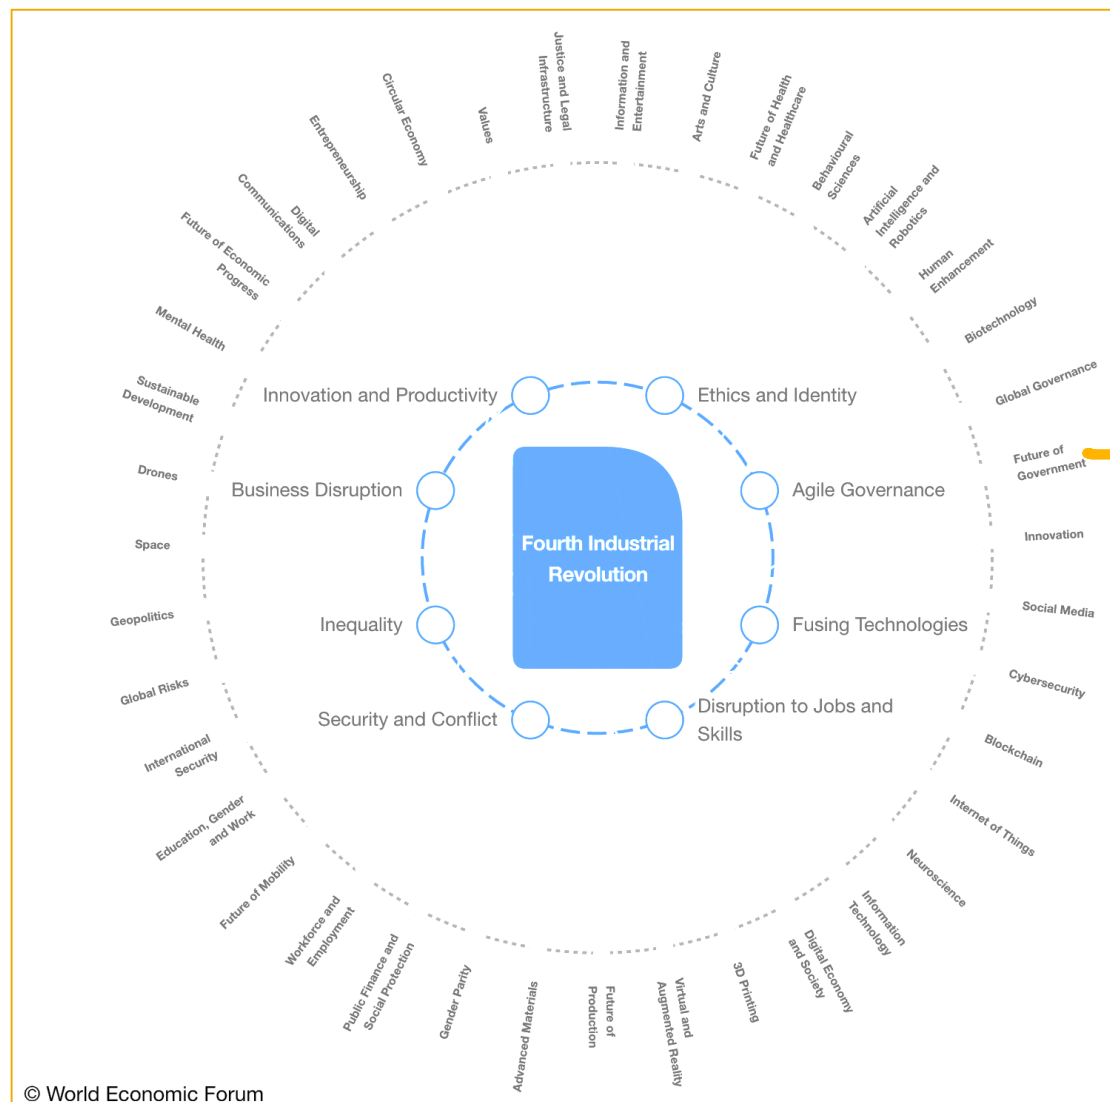 Justice and Legal
Infrastructure
Information and
Entertainment
Arts and Culture
Future of Health
and Healthcare
Behavioural
Sciences
Artificial
Intelligence and
Robotics
Human
Enhancement
Biotechnology
Global Governance
Future of
Government
Innovation
Social Media
Cybersecurity
Blockchain
Internet of Things
Neuroscience
Information
Technology
Digital Economy
and Society
3D Printing
Virtual and
Augmented Reality
Future of
Production
Advanced Materials
Gender Parity
Public Finance and
Social Protection
Workforce and
Employment
Future of Mobility
Education, Gender
and Work
International
Security
Global Risks
Geopolitics
Space
Drones
Sustainable
Development
Mental Health
Future of Economic
Progress
Digital
Communications
Entrepreneurship
Circular Economy
Values
Innovation and Productivity
Ethics and Identity
Business Disruption
Agile Governance
Fourth Industrial
Revolution
Inequality
Fusing Technologies
Security and Conflict
Disruption to Jobs and
Skills
© World Economic Forum